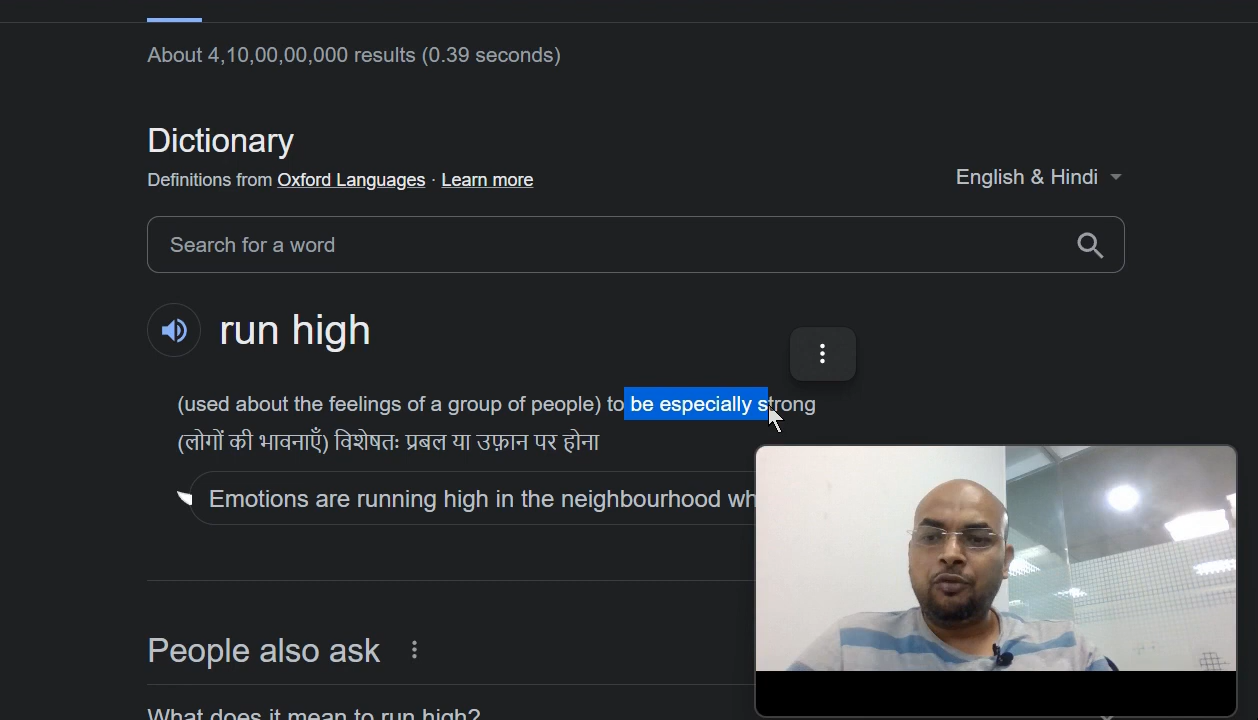 About 4,10,00,00,000 results (0.39 seconds)
Dictionary
Definitions from Oxford Languages · Learn more
English & Hindi
Search for a word
run high
(used about the feelings of a group of people) to be especially strong
(लोगों की भावनाएँ) विशेषतः प्रबल या उफ़ान पर होना
Emotions are running high in the neighbourhood
People also ask
What does it mean to run high?